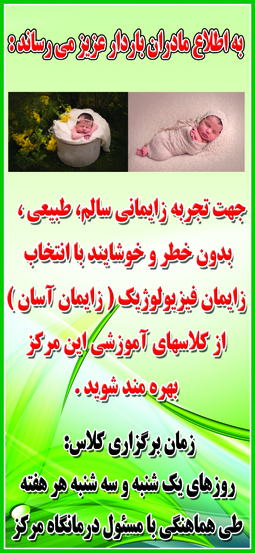 به اطلاع مادران باردار عزیز می رساند :
جهت تجربه زایمانی سالم، طبیعی ،
بدون خطر و خوشایند با انتخاب
زایمان فیزیولوژیک ( زایمان آسان )
از کلاسهای آموزشی این مرکز
بهره مند شوید .
زمان برگزاری کلاس:
روزهای یک شنبه و سه شنبه هر هفته
طی هماهنگی با مسئول درمانگاه مرکز